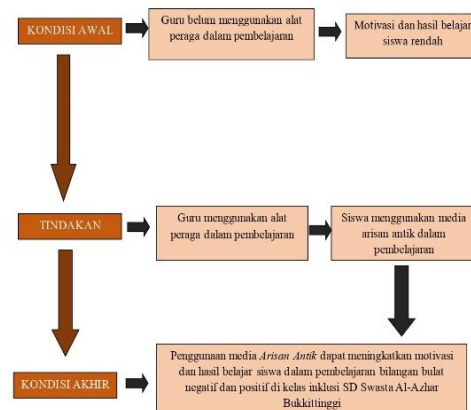 KONDISI AWAL
Guru belum menggunakan alat
peraga dalam pembelajaran
Motivasi dan hasil belajar
siswa rendah
TINDAKAN
Guru menggunakan alat
peraga dalam pembelajaran
Siswa menggunakan media
arisan antik dalam
pembelajaran
KONDISI AKHIR
Penggunaan media Arisan Antik dapat meningkatkan motivasi
dan hasil belajar siswa dalam pembelajaran bilangan bulat
negatif dan positif di kelas inklusi SD Swasta Al-Azhar
Bukkittinggi